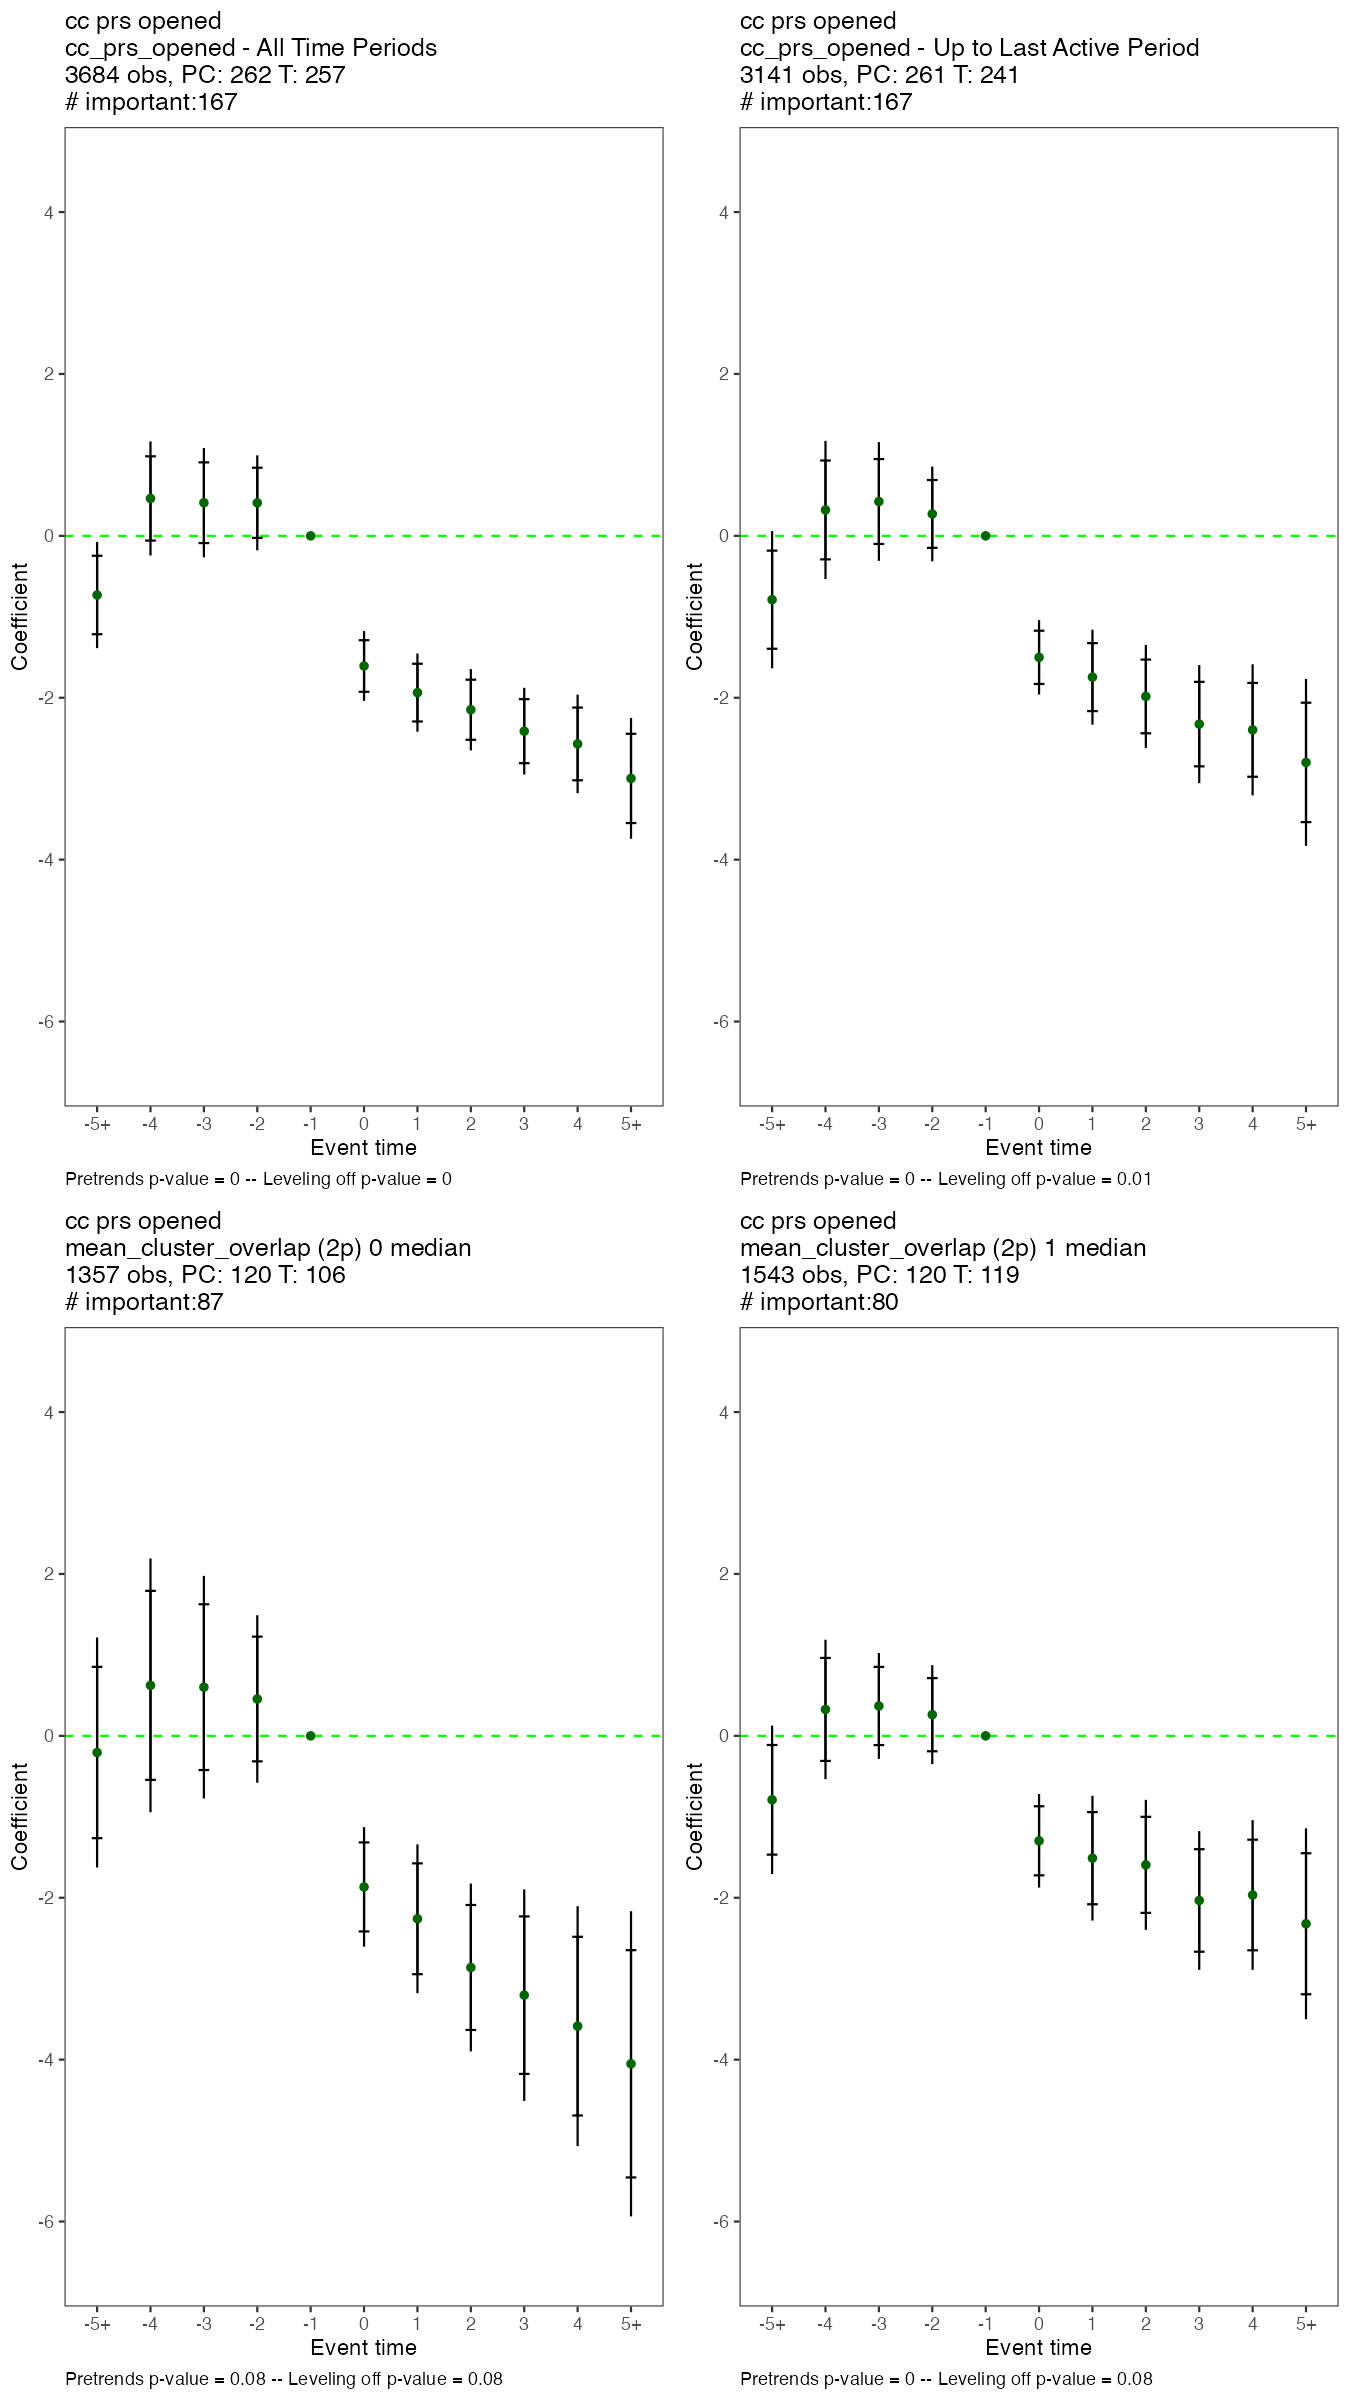 cc prs opened
cc_prs_opened - All Time Periods
3684 obs, PC: 262 T: 257
# important:167
4
2
0
-2
-4
-6
Coefficient
-5+ -4 -3 -2 -1 0 1 2 3 4 5+
Event time
Pretrends p-value = 0 -- Leveling off p-value = 0
cc prs opened
cc_prs_opened - Up to Last Active Period
3141 obs, PC: 261 T: 241
# important:167
4
2
0
-2
-4
-6
Coefficient
-5+ -4 -3 -2 -1 0 1 2 3 4 5+
Event time
Pretrends p-value = 0 -- Leveling off p-value = 0.01
cc prs opened
mean_cluster_overlap (2p) 0 median
1357 obs, PC: 120 T: 106
# important:87
4
2
0
-2
-4
-6
Coefficient
-5+ -4 -3 -2 -1 0 1 2 3 4 5+
Event time
Pretrends p-value = 0.08 -- Leveling off p-value = 0.08
cc prs opened
mean_cluster_overlap (2p) 1 median
1543 obs, PC: 120 T: 119
# important:80
4
2
0
-2
-4
-6
Coefficient
-5+ -4 -3 -2 -1 0 1 2 3 4 5+
Event time
Pretrends p-value = 0 -- Leveling off p-value = 0.08